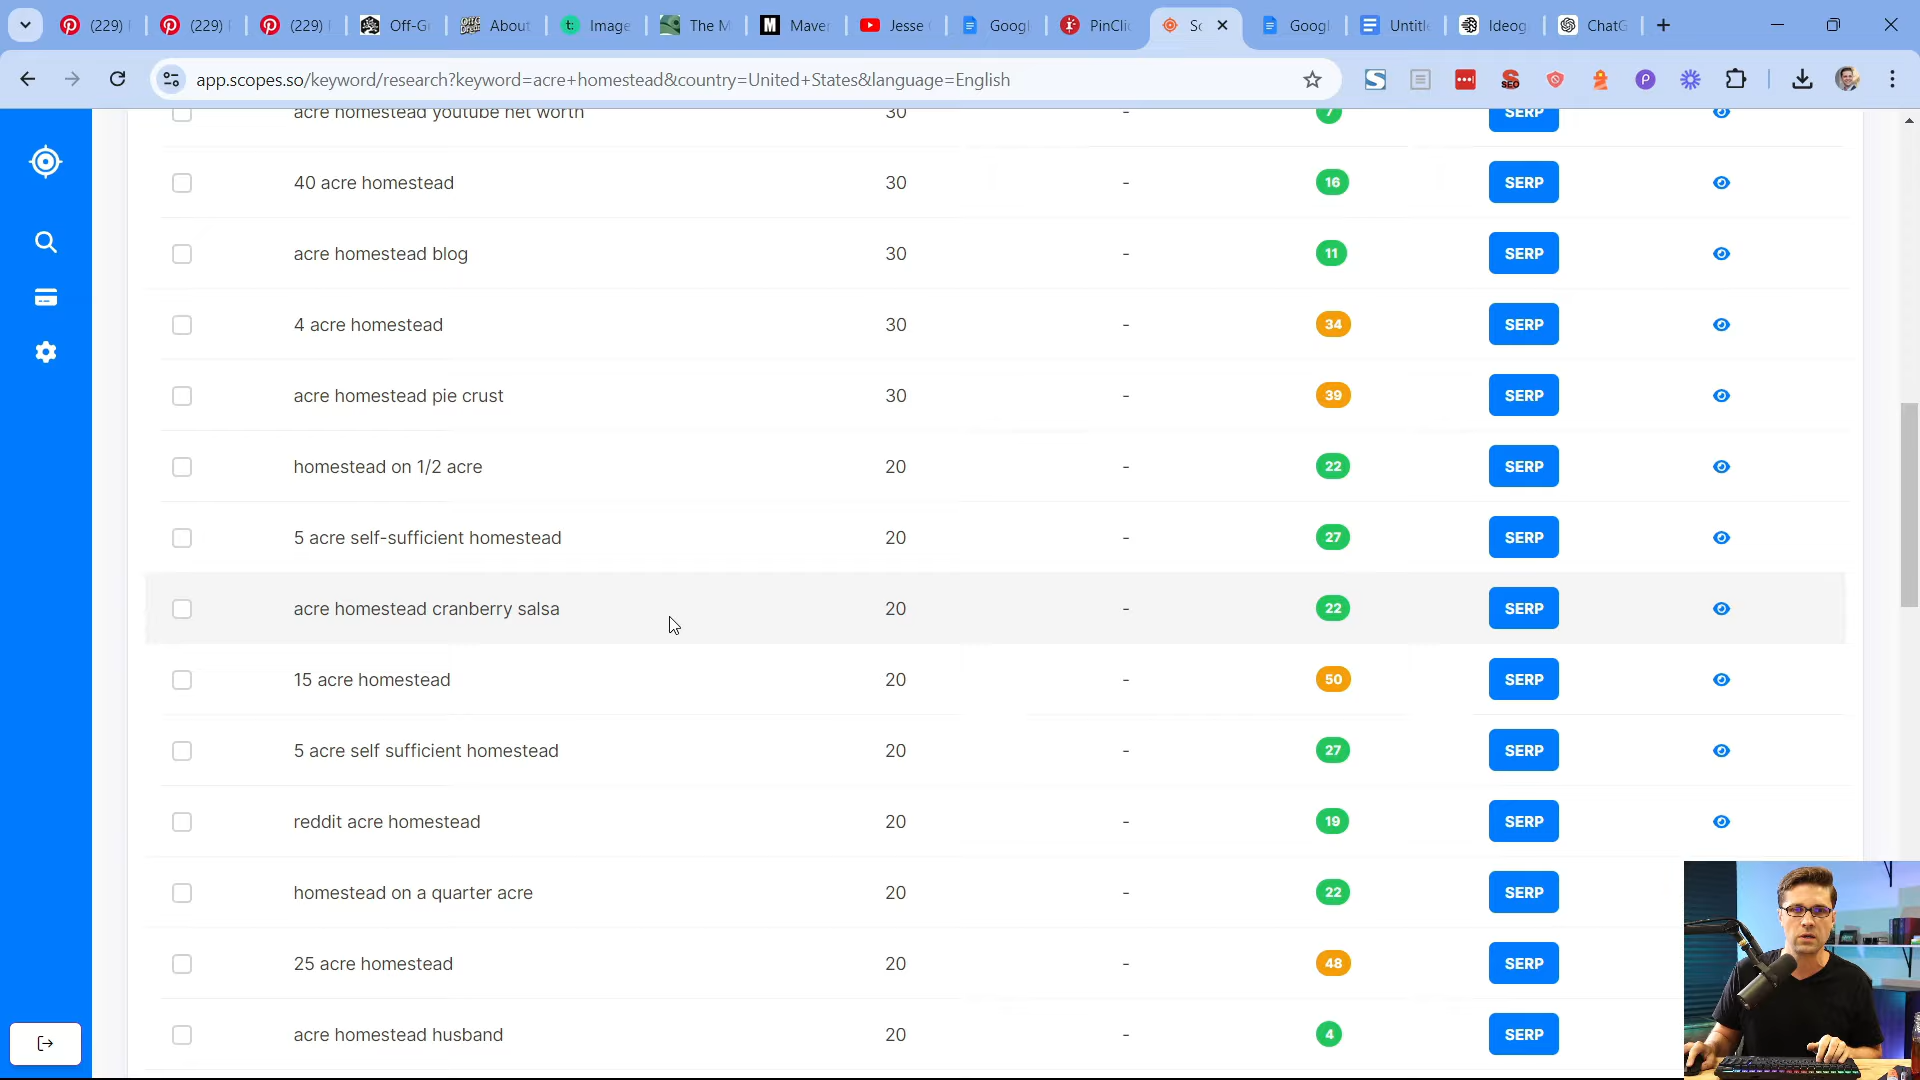 (229)
(229)
(229)
Off-Gr
About
Image
The M
Maver
Jesse
Googl
PinClic
Sc
Googl
Untitle
Ideog
ChatG
app.scopes.so/keyword/research?keyword=acre+homestead&country=United+States&language=English
SEO
acre homestead youtube net worth 30 - 7 SERP
40 acre homestead 30 - 16 SERP
acre homestead blog 30 - 11 SERP
4 acre homestead 30 - 34 SERP
acre homestead pie crust 30 - 39 SERP
homestead on 1/2 acre 20 - 22 SERP
5 acre self-sufficient homestead 20 - 27 SERP
acre homestead cranberry salsa 20 - 22 SERP
15 acre homestead 20 - 50 SERP
5 acre self sufficient homestead 20 - 27 SERP
reddit acre homestead 20 - 19 SERP
homestead on a quarter acre 20 - 22 SERP
25 acre homestead 20 - 48 SERP
acre homestead husband 20 - 4 SERP